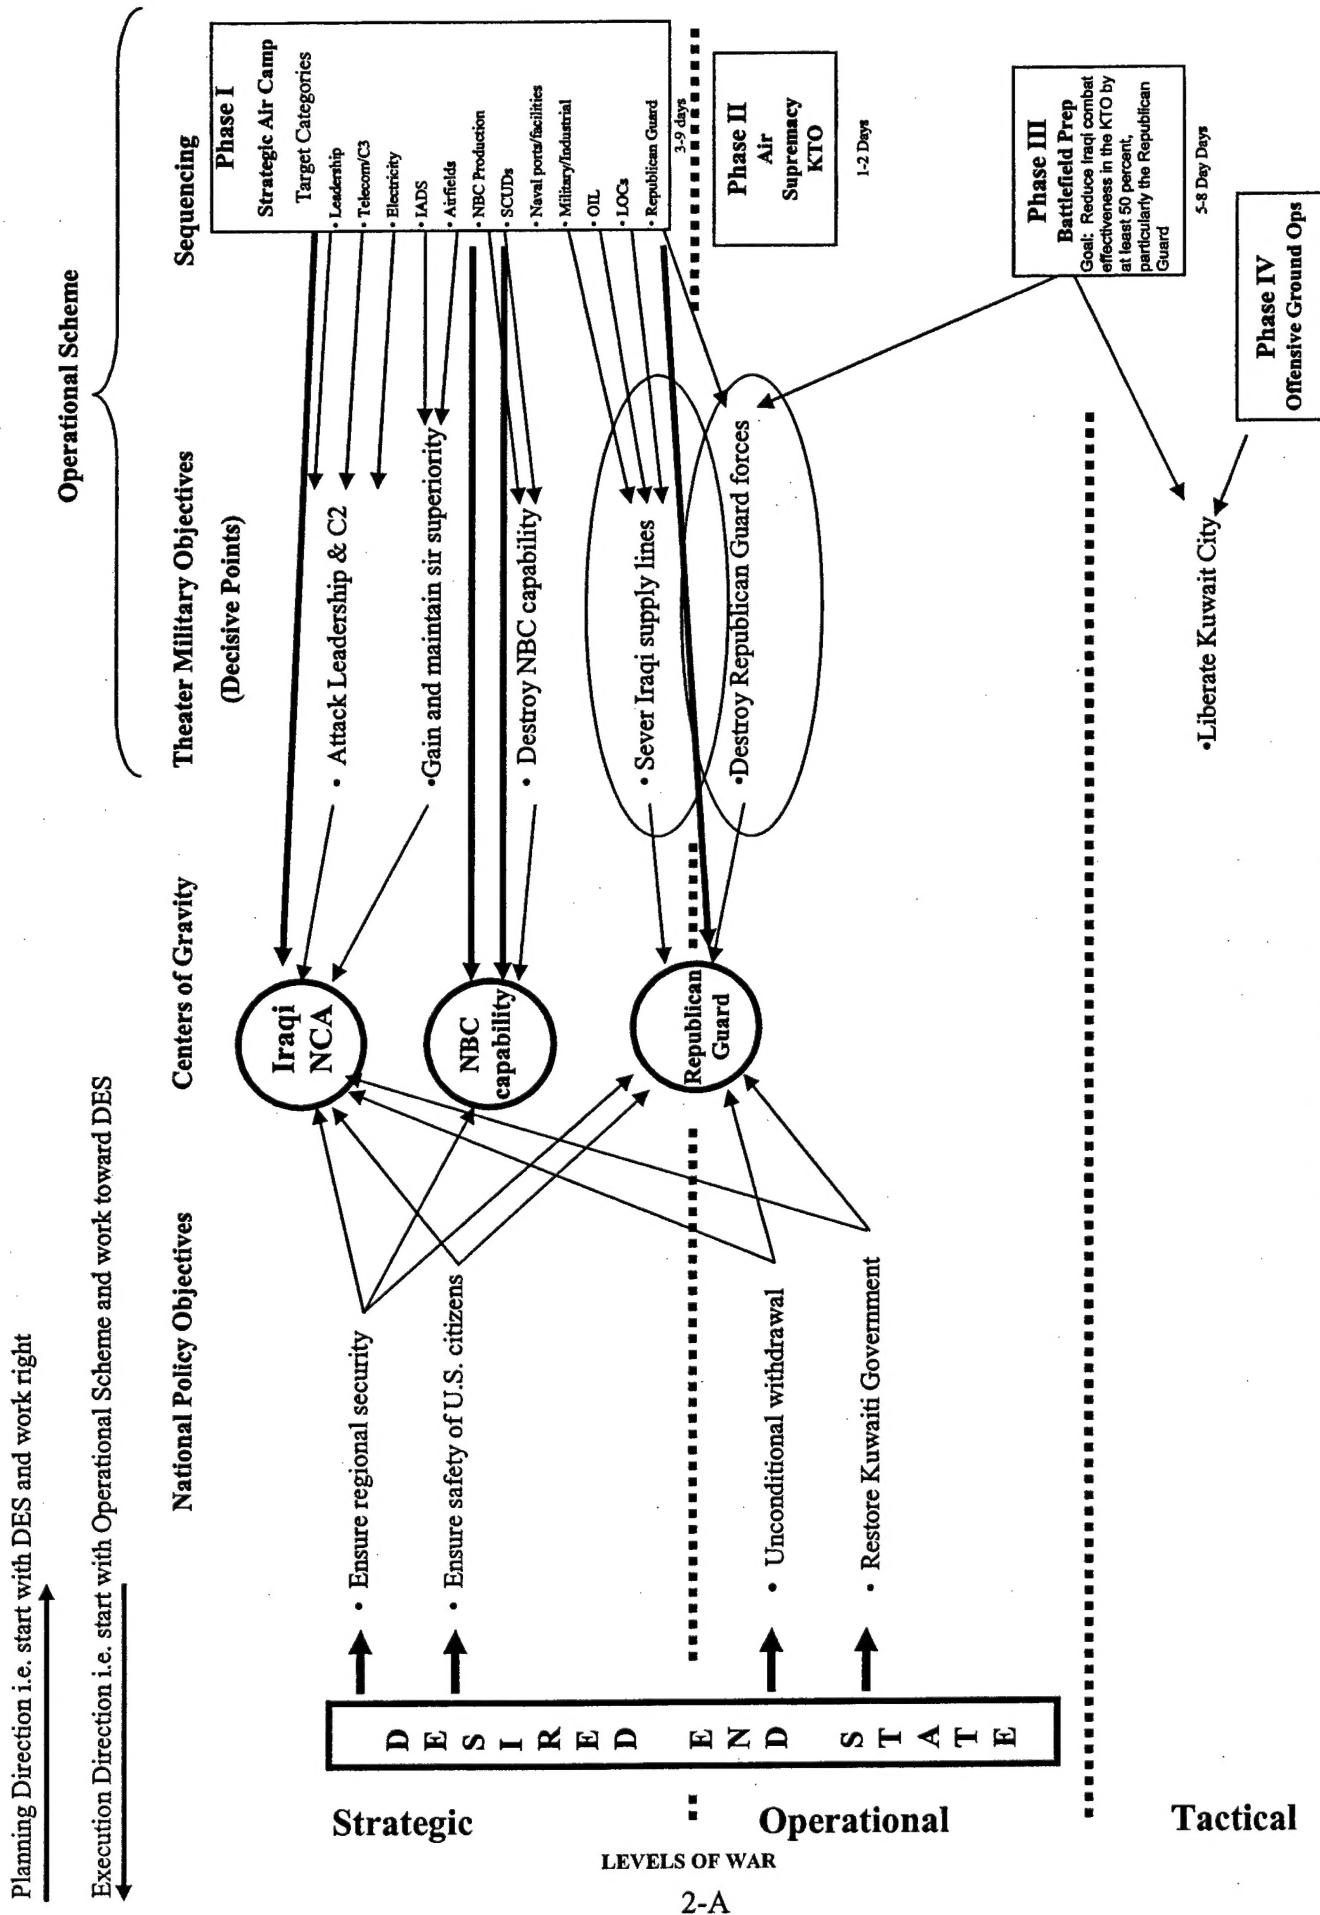 Planning Direction i.e. start with DES and work right
Execution Direction i.e. start with Operational Scheme and work toward DES
Operational Scheme
National Policy Objectives
Centers of Gravity
Theater Military Objectives
(Decisive Points)
Sequencing
Strategic
Operational
Tactical
LEVELS OF WAR
2-A
DESIRED END STATE
• Ensure regional security
• Ensure safety of U.S. citizens
• Unconditional withdrawal
• Restore Kuwaiti Government
Iraqi
NCA
NBC
capability
Republican
Guard
• Attack Leadership & C2
•Gain and maintain sir superiority
• Destroy NBC capability
• Sever Iraqi supply lines
•Destroy Republican Guard forces
•Liberate Kuwait City
Phase I
Strategic Air Camp
Target Categories
• Leadership
• Telecom/C3
• Electricity
• IADS
• Airfields
• NBC Production
• SCUDs
• Naval ports/facilities
• Military/Industrial
• OIL
• LOCs
• Republican Guard
3-9 days
Phase II
Air
Supremacy
KTO
1-2 Days
Phase III
Battlefield Prep
Goal: Reduce Iraqi combat
effectiveness in the KTO by
at least 50 percent,
particularly the Republican
Guard
5-8 Day Days
Phase IV
Offensive Ground Ops